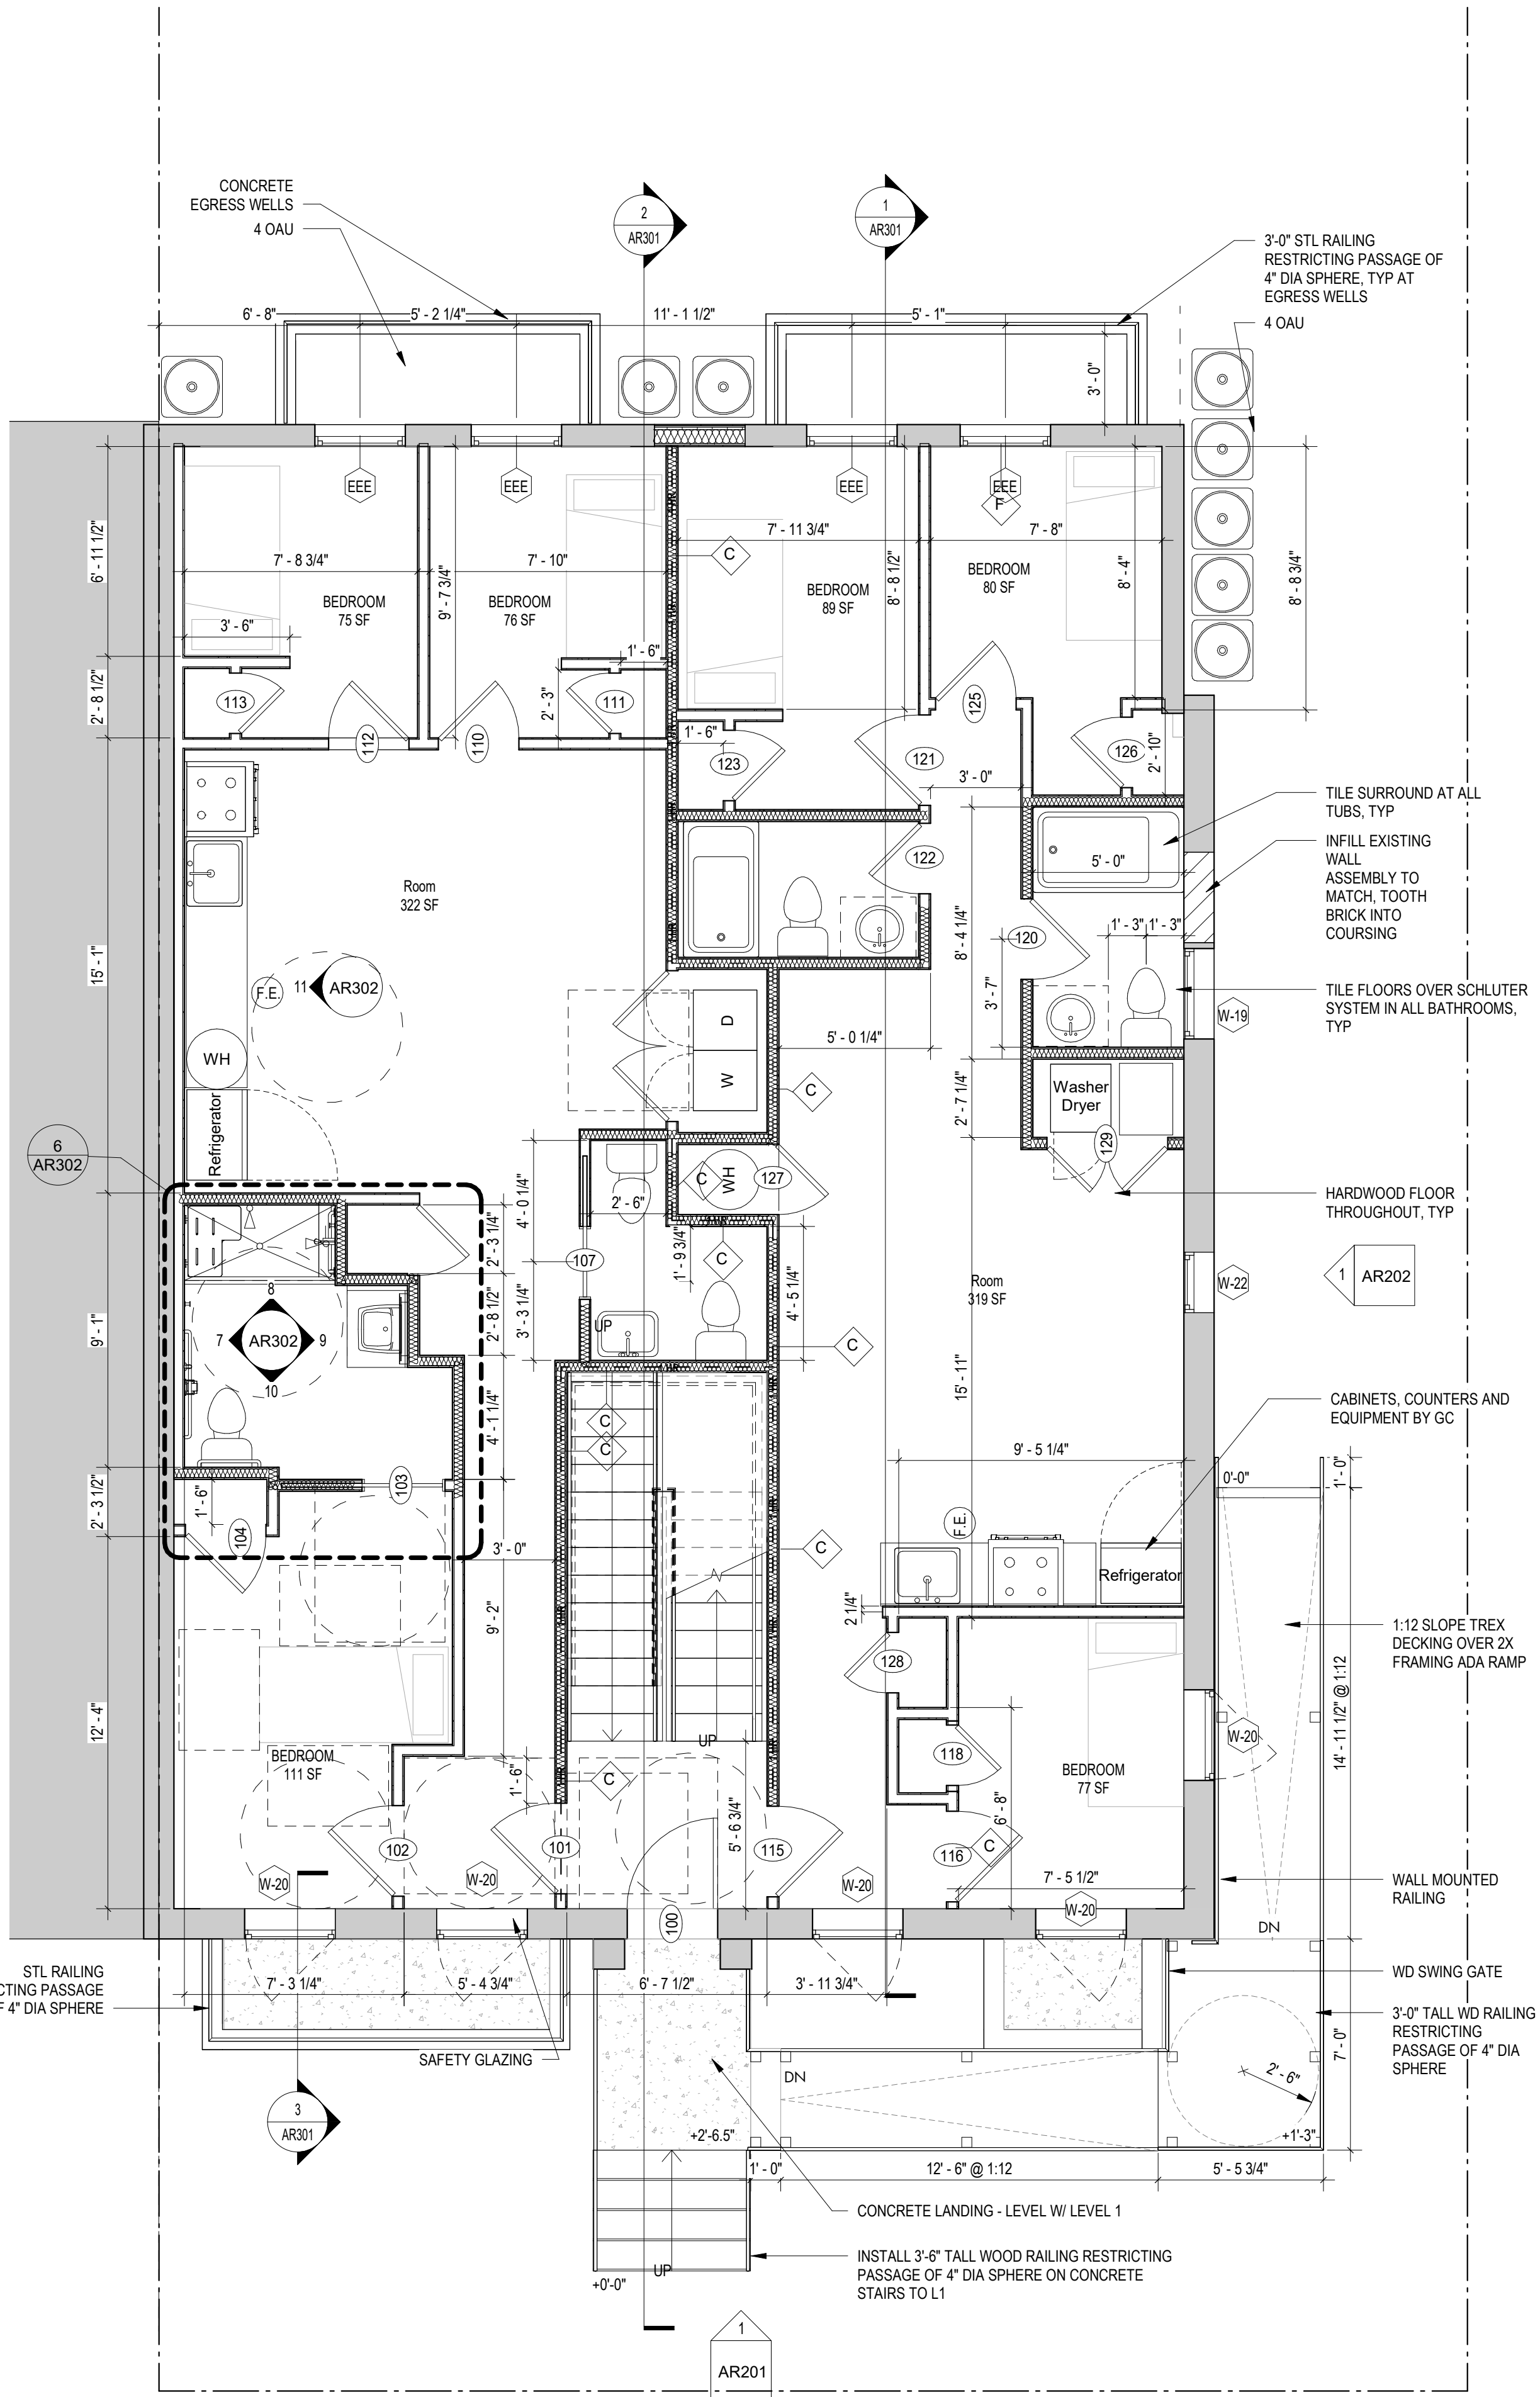 CONCRETE
EGRESS WELLS
4 OAU
2
AR301
1
AR301
3'-0" STL RAILING
RESTRICTING PASSAGE OF
4" DIA SPHERE, TYP AT
EGRESS WELLS
4 OAU
6' - 8"
5' - 2 1/4"
11' - 1 1/2"
5' - 1"
3' - 0"
EEE
EEE
EEE
EEE
F
6' - 11 1/2"
7' - 8 3/4"
9' - 7 3/4"
7' - 10"
C
7' - 11 3/4"
8' - 8 1/2"
7' - 8"
8' - 4"
8' - 8 3/4"
BEDROOM
75 SF
BEDROOM
76 SF
BEDROOM
89 SF
BEDROOM
80 SF
3' - 6"
1' - 6"
2' - 8 1/2"
113
112
110
2' - 3"
111
1' - 6"
123
121
125
3' - 0"
126
2' - 10"
TILE SURROUND AT ALL
TUBS, TYP
INFILL EXISTING
WALL
ASSEMBLY TO
MATCH, TOOTH
BRICK INTO
COURSING
122
5' - 0"
Room
322 SF
15' - 1"
8' - 4 1/4"
120
1' - 3"
1' - 3"
3' - 7"
F.E.
11
AR302
WH
Refrigerator
D
W
5' - 0 1/4"
TILE FLOORS OVER SCHLUTER
SYSTEM IN ALL BATHROOMS,
TYP
W-19
C
2' - 7 1/4"
Washer
Dryer
129
6
AR302
4' - 0 1/4"
2' - 6"
C
WH
127
HARDWOOD FLOOR
THROUGHOUT, TYP
2' - 3 1/4"
107
1' - 9 3/4"
C
4' - 5 1/4"
Room
319 SF
W-22
1
AR202
9' - 1"
8
7
AR302
9
10
2' - 8 1/2"
3' - 3 1/4"
UP
C
15' - 11"
4' - 1 1/4"
C
C
CABINETS, COUNTERS AND
EQUIPMENT BY GC
9' - 5 1/4"
0'-0"
1' - 0"
2' - 3 1/2"
1' - 6"
104
103
3' - 0"
F.E.
C
Refrigerator
9' - 2"
2 1/4"
1:12 SLOPE TREX
DECKING OVER 2X
FRAMING ADA RAMP
128
14' - 11 1/2" @ 1:12
12' - 4"
BEDROOM
111 SF
UP
118
BEDROOM
77 SF
W-20
1' - 6"
C
5' - 6 3/4"
6' - 8"
102
101
115
116
C
W-20
W-20
W-20
7' - 5 1/2"
W-20
WALL MOUNTED
RAILING
100
DN
STL RAILING
CTING PASSAGE
F 4" DIA SPHERE
7' - 3 1/4"
5' - 4 3/4"
6' - 7 1/2"
3' - 11 3/4"
WD SWING GATE
3'-0" TALL WD RAILING
RESTRICTING
PASSAGE OF 4" DIA
SPHERE
7' - 0"
SAFETY GLAZING
DN
2' - 6"
3
AR301
+2'-6.5"
+1'-3"
1' - 0"
12' - 6" @ 1:12
5' - 5 3/4"
CONCRETE LANDING - LEVEL W/ LEVEL 1
INSTALL 3'-6" TALL WOOD RAILING RESTRICTING
PASSAGE OF 4" DIA SPHERE ON CONCRETE
STAIRS TO L1
UP
+0'-0"
1
AR201